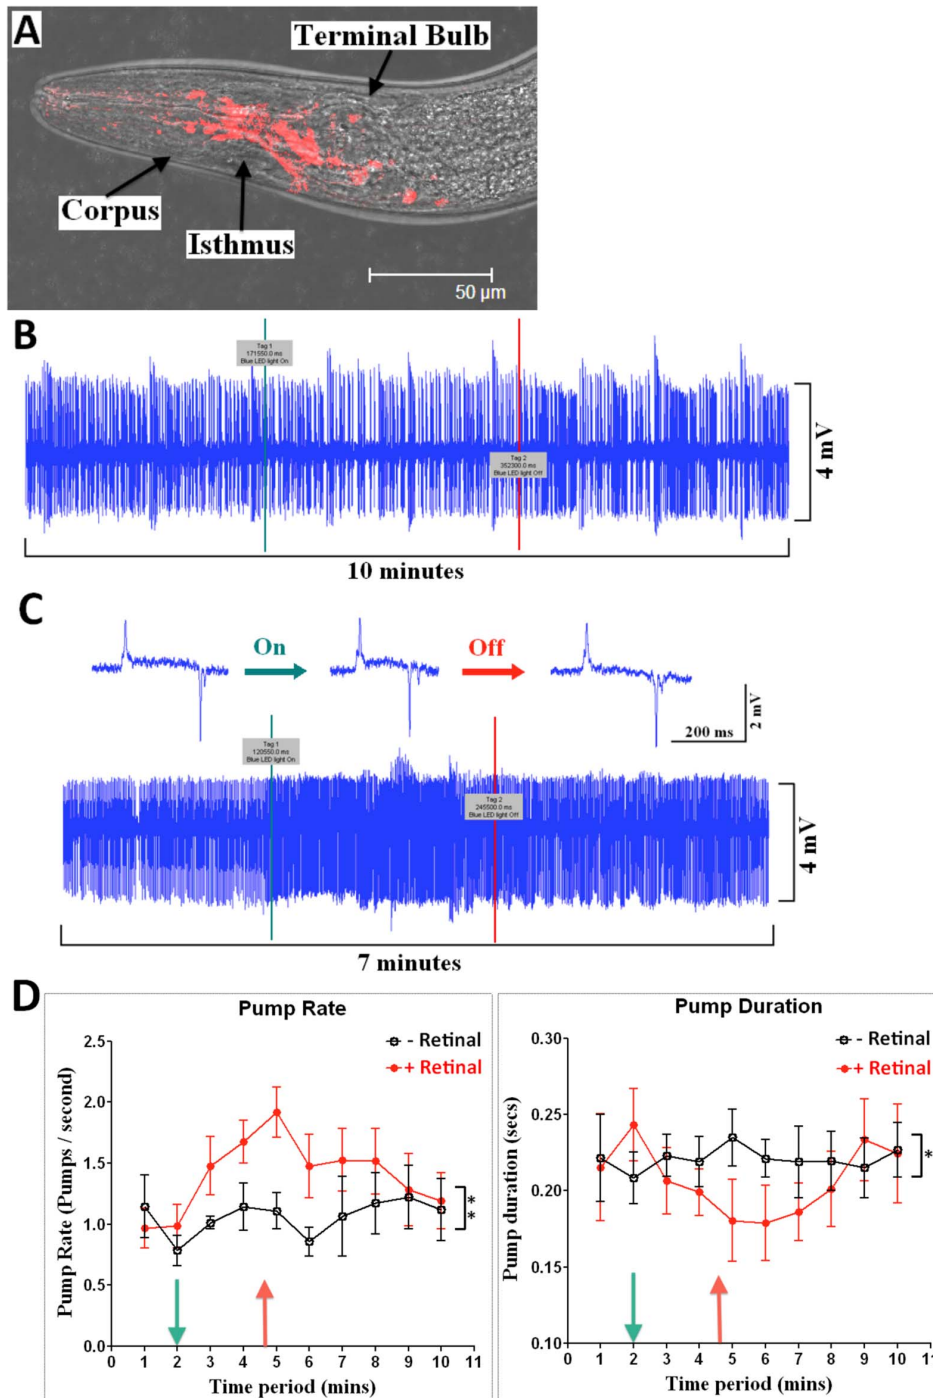 A
Terminal Bulb
Corpus
Isthmus
50 µm
B
Tag 1
171550.0 ms
Blue LED light On
Tag 2
352300.0 ms
Blue LED light Off
4 mV
10 minutes
C
On
Off
200 ms
2 mV
Tag 1
120550.0 ms
Blue LED light On
Tag 2
245500.0 ms
Blue LED light Off
4 mV
7 minutes
D
Pump Rate
- Retinal
+ Retinal
Pump Rate (Pumps / second)
2.5
2.0
1.5
1.0
0.5
0.0
0 1 2 3 4 5 6 7 8 9 10 11
Time period (mins)
**
Pump Duration
- Retinal
+ Retinal
Pump duration (secs)
0.30
0.25
0.20
0.15
0.10
0 1 2 3 4 5 6 7 8 9 10 11
Time period (mins)
*